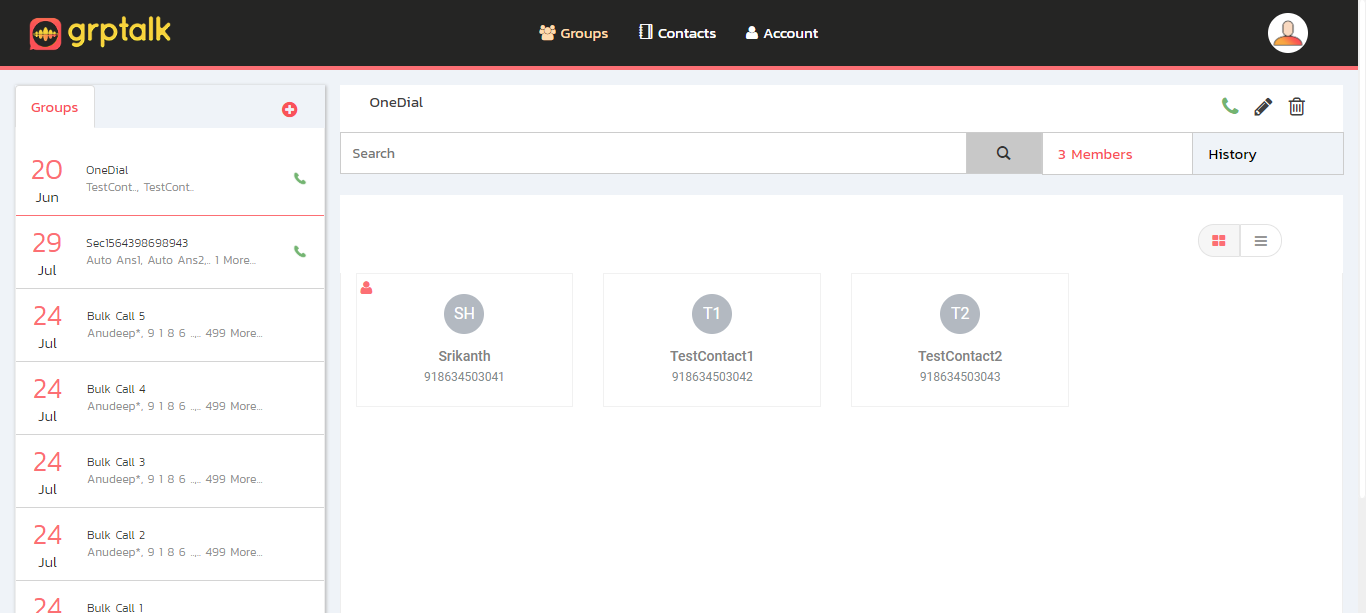 grptalk
Groups
Contacts
Account
Groups
20
Jun
OneDial
TestCont.., TestCont..
29
Jul
Sec1564398698943
Auto Ans1, Auto Ans2,.. 1 More...
24
Jul
Bulk Call 5
Anudeep*, 9 1 8 6 ..,.. 499 More...
24
Jul
Bulk Call 4
Anudeep*, 9 1 8 6 ..,.. 499 More...
24
Jul
Bulk Call 3
Anudeep*, 9 1 8 6 ..,.. 499 More...
24
Jul
Bulk Call 2
Anudeep*, 9 1 8 6 ..,.. 499 More...
24
Bulk Call 1
OneDial
Search
3 Members
History
SH
Srikanth
918634503041
T1
TestContact1
918634503042
T2
TestContact2
918634503043